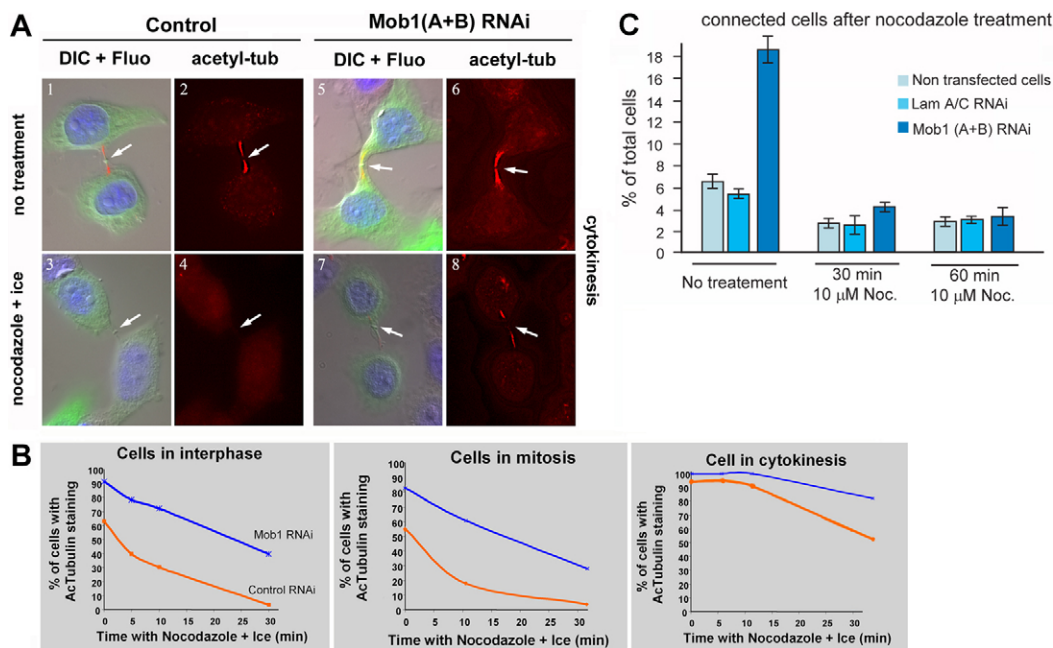 A
Control
Mob1(A+B) RNAi
DIC + Fluo
acetyl-tub
DIC + Fluo
acetyl-tub
no treatment
1
2
5
6
nocodazole + ice
3
4
7
8
cytokinesis
C
connected cells after nocodazole treatment
% of total cells
18
16
14
12
10
8
6
4
2
0
Non transfected cells
Lam A/C RNAi
Mob1 (A+B) RNAi
No treatement
30 min
10 μM Noc.
60 min
10 μM Noc.
B
Cells in interphase
% of cells with
AcTubulin staining
100
90
80
70
60
50
40
30
20
10
0
Mob1 RNAi
Control RNAi
0 5 10 15 20 25 30
Time with Nocodazole + Ice (min)
Cells in mitosis
% of cells with
AcTubulin staining
100
90
80
70
60
50
40
30
20
10
0
0 5 10 15 20 25 30
Time with Nocodazole + Ice (min)
Cell in cytokinesis
% of cells with
AcTubulin staining
100
90
80
70
60
50
40
30
20
10
0
0 5 10 15 20 25 30
Time with Nocodazole + Ice (min)